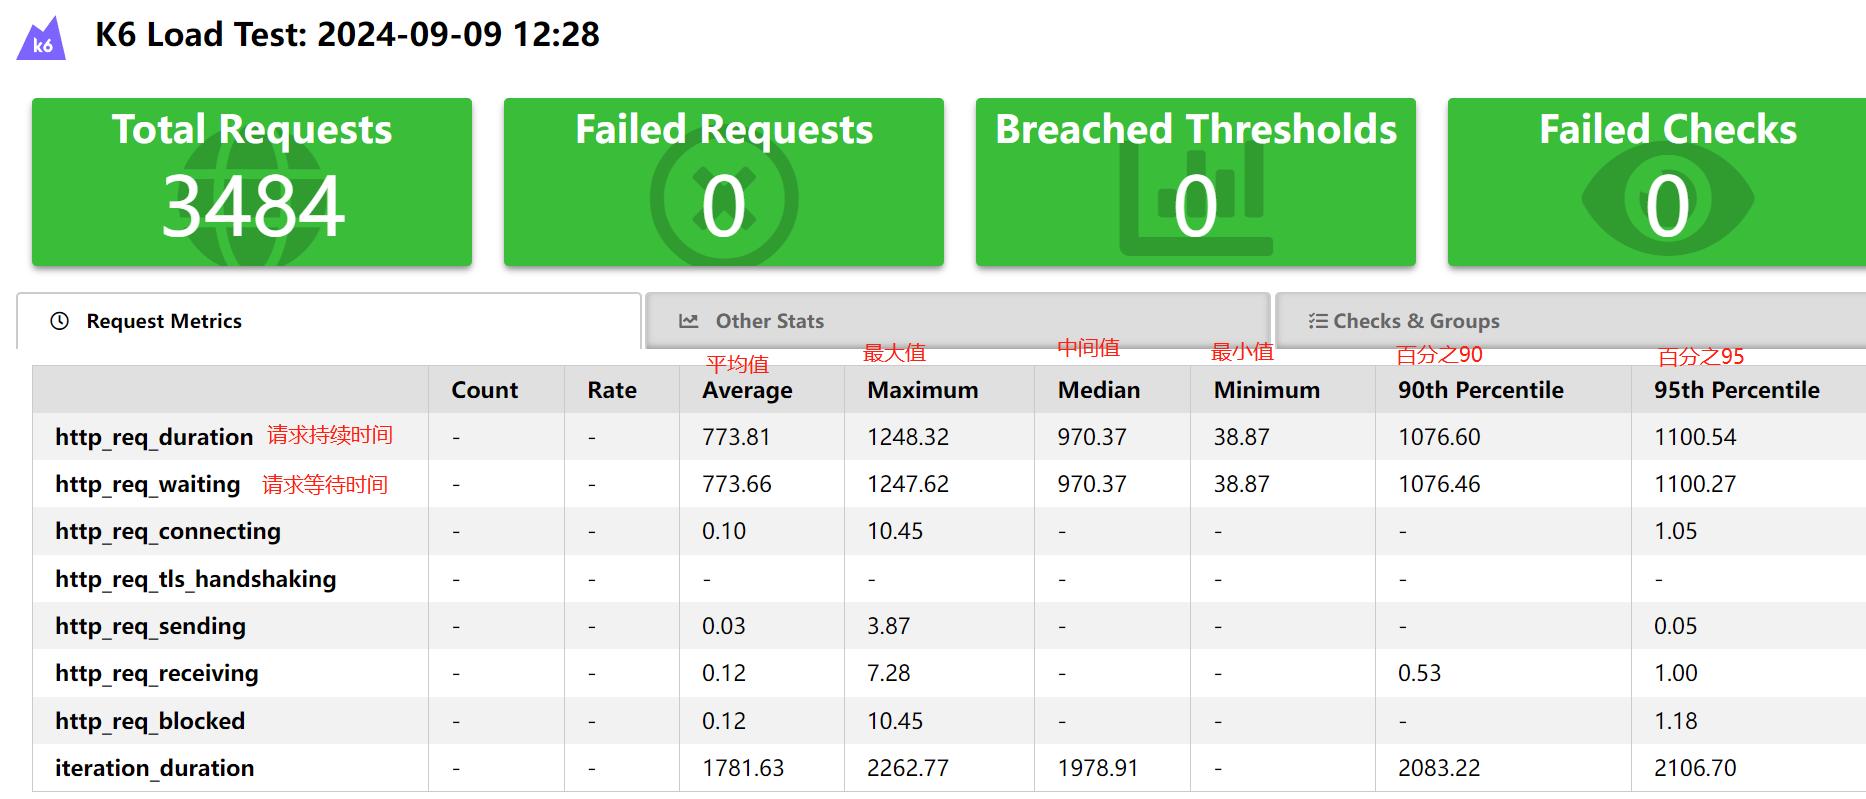 k6 K6 Load Test: 2024-09-09 12:28
Total Requests Failed Requests Breached Thresholds Failed Checks
3484 0 0 0
Request Metrics Other Stats Checks & Groups
平均值 最大值 中间值 最小值 百分之90 百分之95
Count Rate Average Maximum Median Minimum 90th Percentile 95th Percentile
http_req_duration 请求持续时间 - - 773.81 1248.32 970.37 38.87 1076.60 1100.54
http_req_waiting 请求等待时间 - - 773.66 1247.62 970.37 38.87 1076.46 1100.27
http_req_connecting - - 0.10 10.45 - - - 1.05
http_req_tls_handshaking - - - - - - - -
http_req_sending - - 0.03 3.87 - - - 0.05
http_req_receiving - - 0.12 7.28 - - 0.53 1.00
http_req_blocked - - 0.12 10.45 - - - 1.18
iteration_duration - - 1781.63 2262.77 1978.91 - 2083.22 2106.70